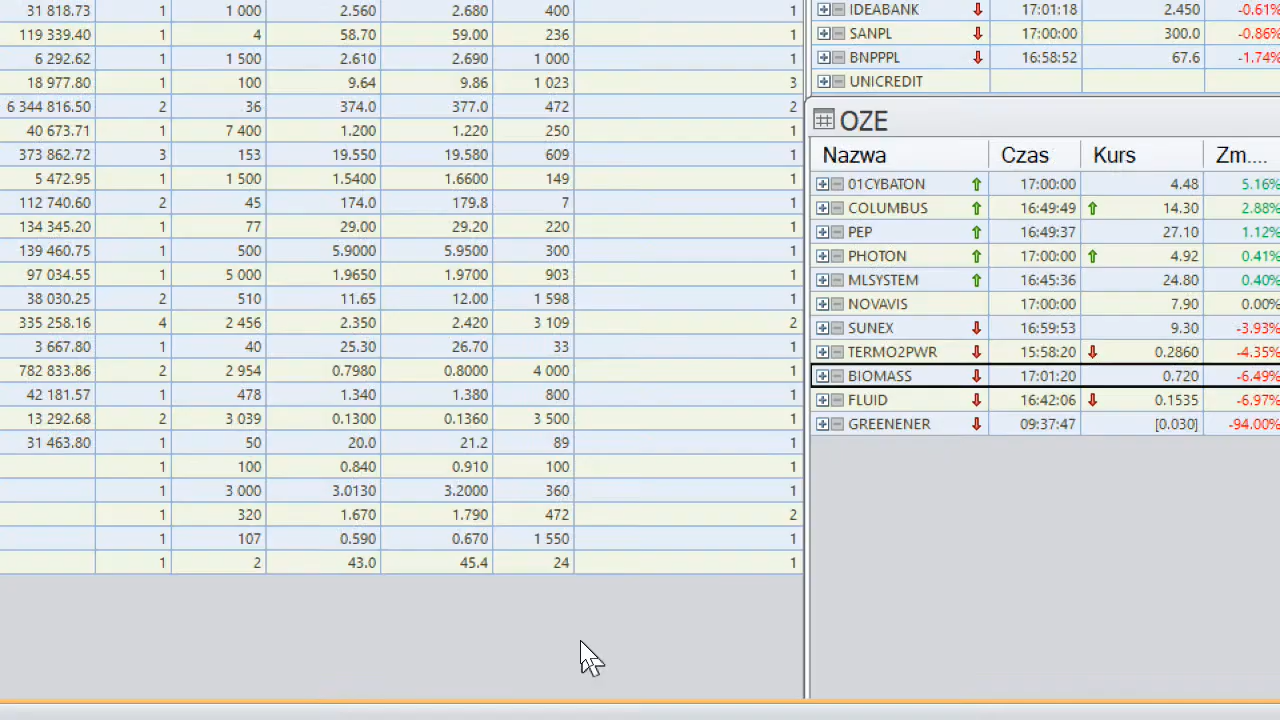 31 818.73 1 1 000 2.560 2.680 400 1
119 339.40 1 4 58.70 59.00 236 1
6 292.62 1 1 500 2.610 2.690 1 000 1
18 977.80 1 100 9.64 9.86 1 023 3
6 344 816.50 2 36 374.0 377.0 472 2
40 673.71 1 7 400 1.200 1.220 250 1
373 862.72 3 153 19.550 19.580 609 1
5 472.95 1 1 500 1.5400 1.6600 149 1
112 740.60 2 45 174.0 179.8 7 1
134 345.20 1 77 29.00 29.20 220 1
139 460.75 1 500 5.9000 5.9500 300 1
97 034.55 1 5 000 1.9650 1.9700 903 1
38 030.25 2 510 11.65 12.00 1 598 1
335 258.16 4 2 456 2.350 2.420 3 109 2
3 667.80 1 40 25.30 26.70 33 1
782 833.86 2 2 954 0.7980 0.8000 4 000 1
42 181.57 1 478 1.340 1.380 800 1
13 292.68 2 3 039 0.1300 0.1360 3 500 1
31 463.80 1 50 20.0 21.2 89 1
1 100 0.840 0.910 100 1
1 3 000 3.0130 3.2000 360 1
1 320 1.670 1.790 472 2
1 107 0.590 0.670 1 550 1
1 2 43.0 45.4 24 1
IDEABANK 17:01:18 2.450 -0.61%
SANPL 17:00:00 300.0 -0.86%
BNPPPL 16:58:52 67.6 -1.74%
UNICREDIT
OZE
Nazwa Czas Kurs Zm....
01CYBATON 17:00:00 4.48 5.16%
COLUMBUS 16:49:49 14.30 2.88%
PEP 16:49:37 27.10 1.12%
PHOTON 17:00:00 4.92 0.41%
MLSYSTEM 16:45:36 24.80 0.40%
NOVAVIS 17:00:00 7.90 0.00%
SUNEX 16:59:53 9.30 -3.93%
TERMO2PWR 15:58:20 0.2860 -4.35%
BIOMASS 17:01:20 0.720 -6.49%
FLUID 16:42:06 0.1535 -6.97%
GREENENER 09:37:47 [0.030] -94.00%